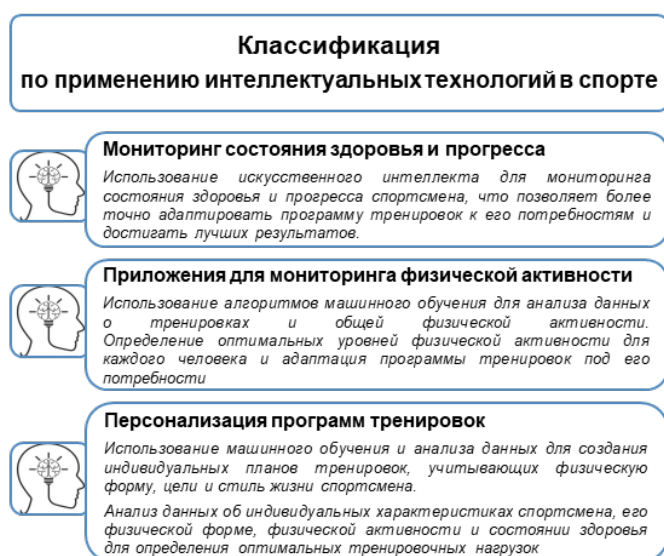 Классификация
по применению интеллектуальных технологий в спорте
Мониторинг состояния здоровья и прогресса
Использование искусственного интеллекта для мониторинга
состояния здоровья и прогресса спортсмена, что позволяет более
точно адаптировать программу тренировок к его потребностям и
достигать лучших результатов.
Приложения для мониторинга физической активности
Использование алгоритмов машинного обучения для анализа данных
о тренировках и общей физической активности.
Определение оптимальных уровней физической активности для
каждого человека и адаптация программы тренировок под его
потребности
Персонализация программ тренировок
Использование машинного обучения и анализа данных для создания
индивидуальных планов тренировок, учитывающих физическую
форму, цели и стиль жизни спортсмена.
Анализ данных об индивидуальных характеристиках спортсмена, его
физической форме, физической активности и состоянии здоровья
для определения оптимальных тренировочных нагрузок